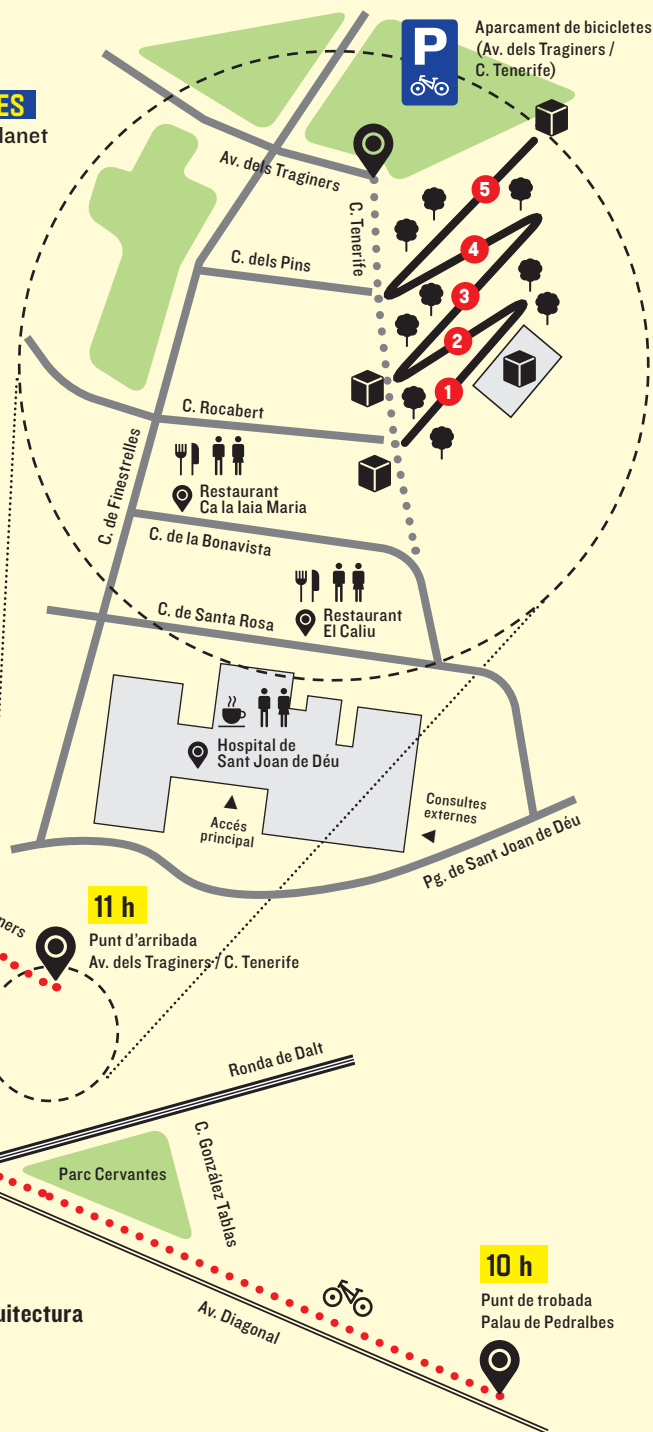 P
Aparcament de bicicletes
(Av. dels Traginers /
C. Tenerife)
ES
lanet
Av. dels Traginers
C. Tenerife
5
4
C. dels Pins
3
2
1
C. Rocabert
C. de Finestrelles
Restaurant
Ca la Iaia Maria
C. de la Bonavista
C. de Santa Rosa
Restaurant
El Caliu
Hospital de
Sant Joan de Déu
Accés
principal
Consultes
externes
Pg. de Sant Joan de Déu
11 h
ners
Punt d'arribada
Av. dels Traginers / C. Tenerife
Ronda de Dalt
C. González Tablas
Parc Cervantes
10 h
Punt de trobada
Palau de Pedralbes
uitectura
Av. Diagonal